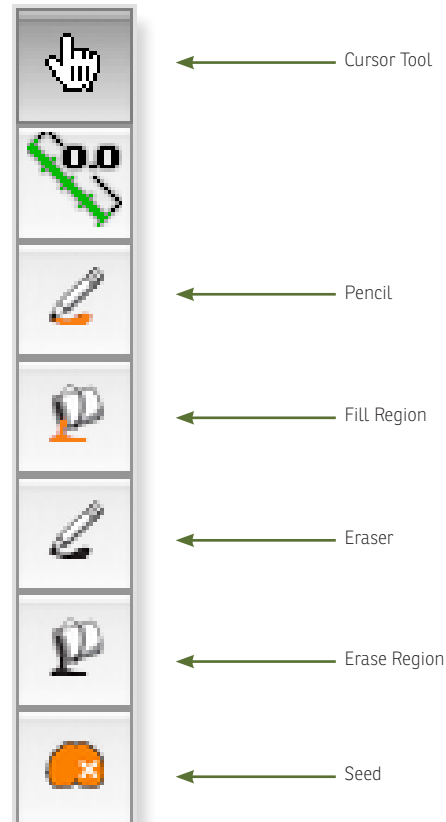 Cursor Tool
0.0
Pencil
Fill Region
Eraser
Erase Region
Seed